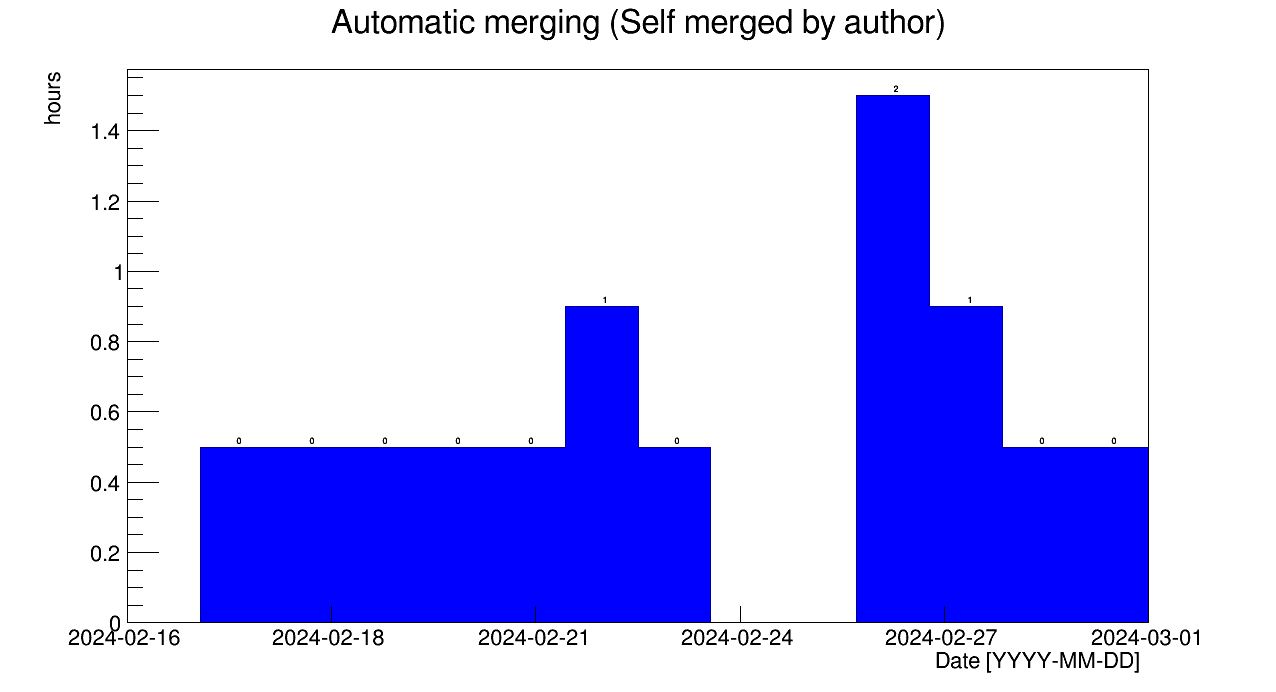 Automatic merging (Self merged by author)
hours
1.4
1.2
1
0.8
0.6
0.4
0.2
0
2
1
1
0 0 0 0 0 0 0 0
2024-02-16 2024-02-18 2024-02-21 2024-02-24 2024-02-27 2024-03-01
Date [YYYY-MM-DD]